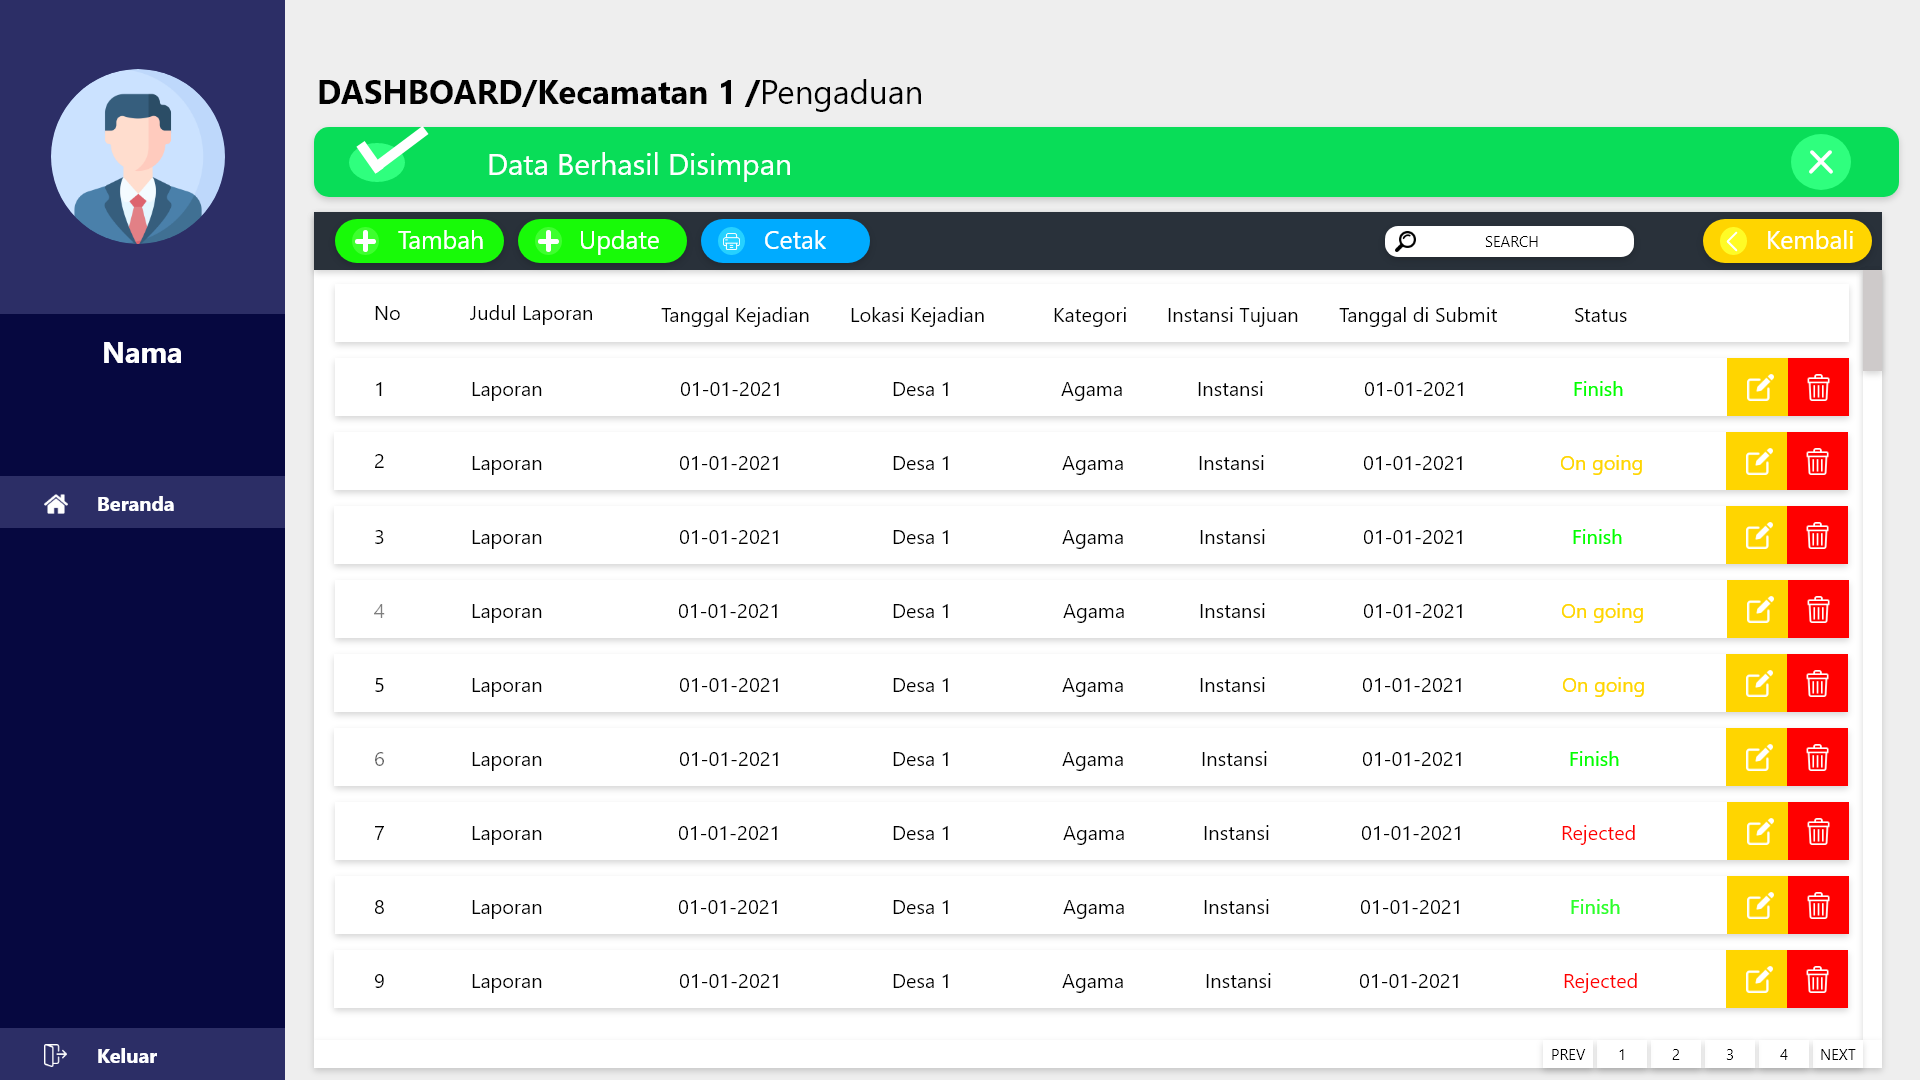 DASHBOARD/Kecamatan 1 /Pengaduan
Data Berhasil Disimpan
Tambah Update Cetak SEARCH Kembali
Nama
Beranda
Keluar
No Judul Laporan Tanggal Kejadian Lokasi Kejadian Kategori Instansi Tujuan Tanggal di Submit Status
1 Laporan 01-01-2021 Desa 1 Agama Instansi 01-01-2021 Finish
2 Laporan 01-01-2021 Desa 1 Agama Instansi 01-01-2021 On going
3 Laporan 01-01-2021 Desa 1 Agama Instansi 01-01-2021 Finish
4 Laporan 01-01-2021 Desa 1 Agama Instansi 01-01-2021 On going
5 Laporan 01-01-2021 Desa 1 Agama Instansi 01-01-2021 On going
6 Laporan 01-01-2021 Desa 1 Agama Instansi 01-01-2021 Finish
7 Laporan 01-01-2021 Desa 1 Agama Instansi 01-01-2021 Rejected
8 Laporan 01-01-2021 Desa 1 Agama Instansi 01-01-2021 Finish
9 Laporan 01-01-2021 Desa 1 Agama Instansi 01-01-2021 Rejected
PREV 1 2 3 4 NEXT